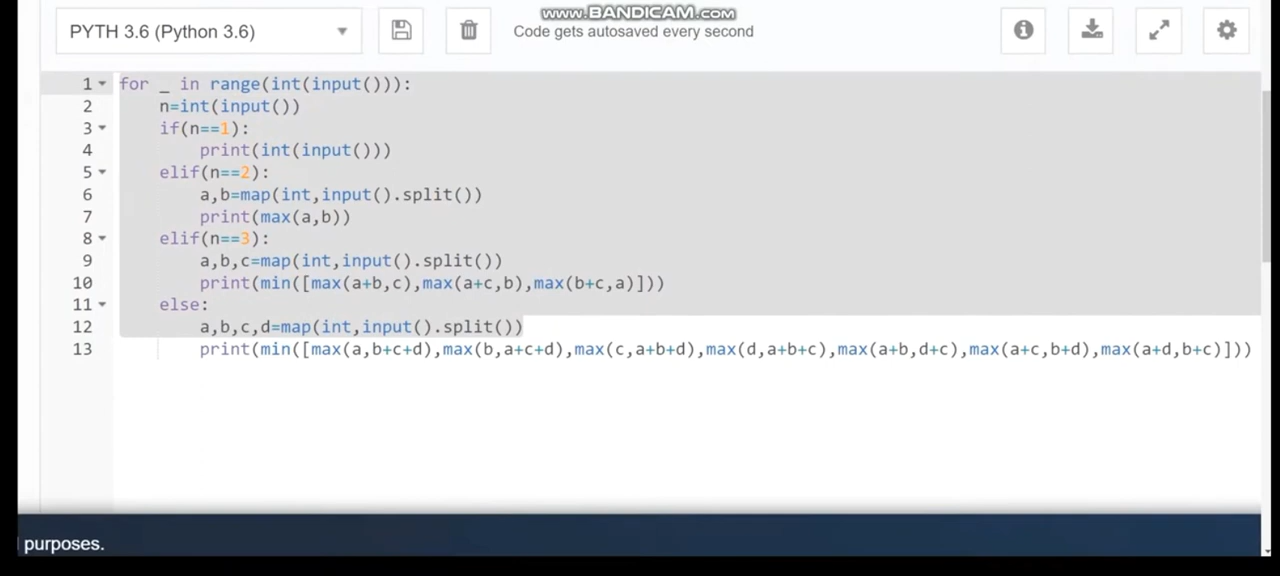 www.BANDICAM.com
PYTH 3.6 (Python 3.6)
Code gets autosaved every second
1 for _ in range(int(input())):
2 n=int(input())
3 if(n==1):
4 print(int(input()))
5 elif(n==2):
6 a,b=map(int,input().split())
7 print(max(a,b))
8 elif(n==3):
9 a,b,c=map(int,input().split())
10 print(min([max(a+b,c),max(a+c,b),max(b+c,a)]))
11 else:
12 a,b,c,d=map(int,input().split())
13 print(min([max(a,b+c+d),max(b,a+c+d),max(c,a+b+d),max(d,a+b+c),max(a+b,d+c),max(a+c,b+d),max(a+d,b+c)]))
purposes.